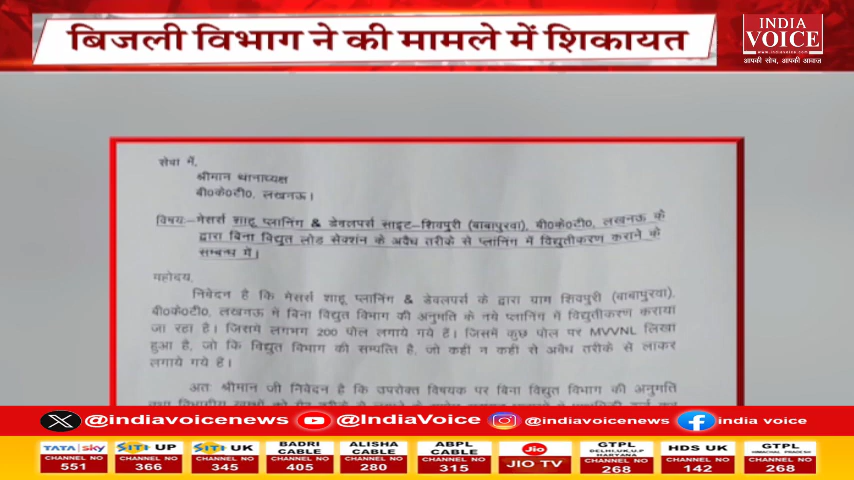 बिजली विभाग ने की मामले में शिकायत
INDIA
VOICE
www.indiavoice.com
आपकी सोच, आपकी आवाज़
सेवा में,
श्रीमान थानाध्यक्ष
बी0के0टी0, लखनऊ।
विषयः–मेसर्स शाहू प्लानिंग & डेवलपर्स साइट–शिवपुरी (बाबापुरवा), बी0के0टी0, लखनऊ के
द्वारा बिना विद्युत लोड सेक्शंन के अवैध तरीके से प्लानिंग में विद्युतीकरण कराने के
सम्बन्ध में।
महोदय,
निवेदन है कि मेसर्स शाहू प्लानिंग & डेवलपर्स के द्वारा ग्राम शिवपुरी (बाबापुरवा),
बी0के0टी0, लखनऊ मे बिना विद्युत विभाग की अनुमति के नये प्लानिंग में विद्युतीकरण कराया
जा रहा है। जिसमें लगभग 200 पोल लगाये गये हैं। जिसमें कुछ पोल पर MVVNL लिखा
हुआ है, जो कि विद्युत विभाग की सम्पत्ति है, जो कही न कही से अवैध तरीके से लाकर
लगाये गये हैं।
अतः श्रीमान जी निवेदन है कि उपरोक्त विषयक पर बिना विद्युत विभाग की अनुमति
@indiavoicenews
@IndiaVoice
@indiavoicenews
india voice
TATA sky
CHANNEL NO
551
SITI UP
CHANNEL NO
366
SITI UK
CHANNEL NO
345
BADRI
CABLE
CHANNEL NO
405
ALISHA
CABLE
CHANNEL NO
280
ABPL
CABLE
CHANNEL NO
315
Jio
JIO TV
GTPL
DELHI,UK,U.P
HARYANA
CHANNEL NO
268
HDS UK
CHANNEL NO
142
GTPL
CHANNEL NO
268